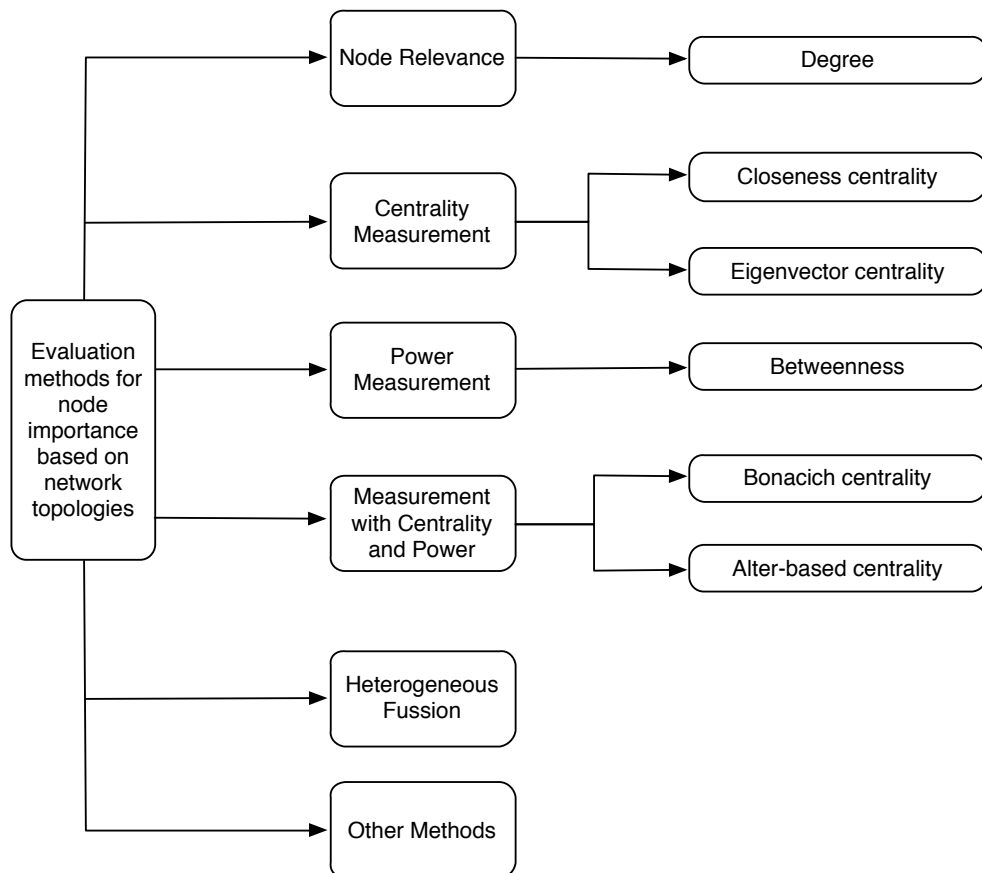 Evaluation
methods for
node
importance
based on
network
topologies
Node Relevance
Degree
Centrality
Measurement
Closeness centrality
Eigenvector centrality
Power
Measurement
Betweenness
Measurement
with Centrality
and Power
Bonacich centrality
Alter-based centrality
Heterogeneous
Fussion
Other Methods